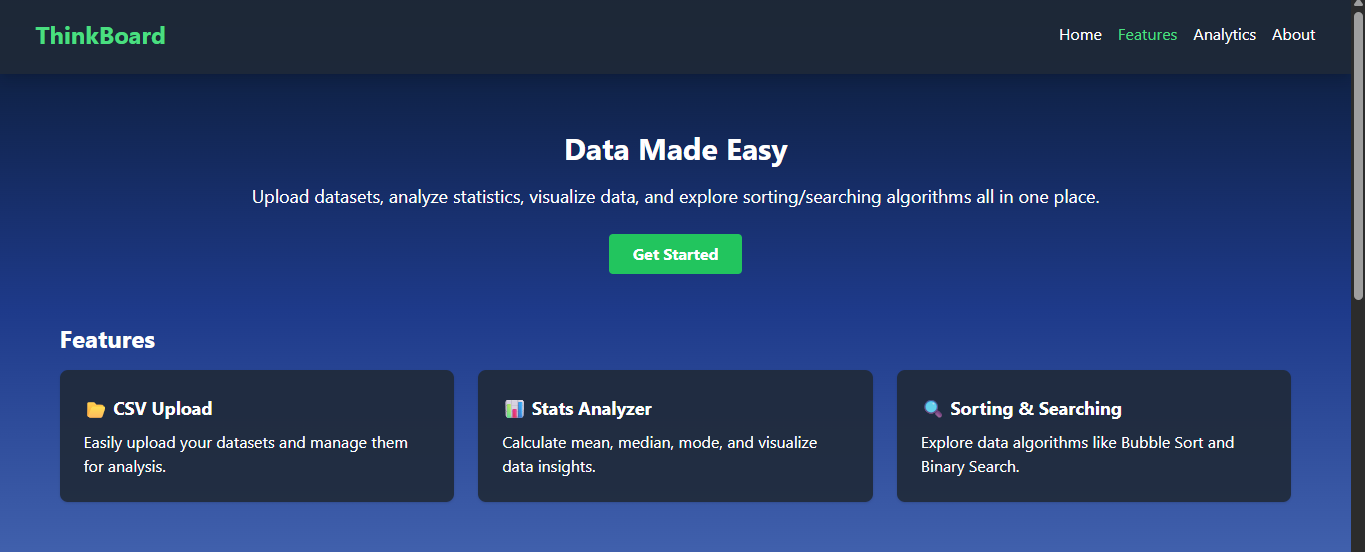 ThinkBoard
Home Features Analytics About
Data Made Easy
Upload datasets, analyze statistics, visualize data, and explore sorting/searching algorithms all in one place.
Get Started
Features
CSV Upload
Easily upload your datasets and manage them
for analysis.
Stats Analyzer
Calculate mean, median, mode, and visualize
data insights.
Sorting & Searching
Explore data algorithms like Bubble Sort and
Binary Search.